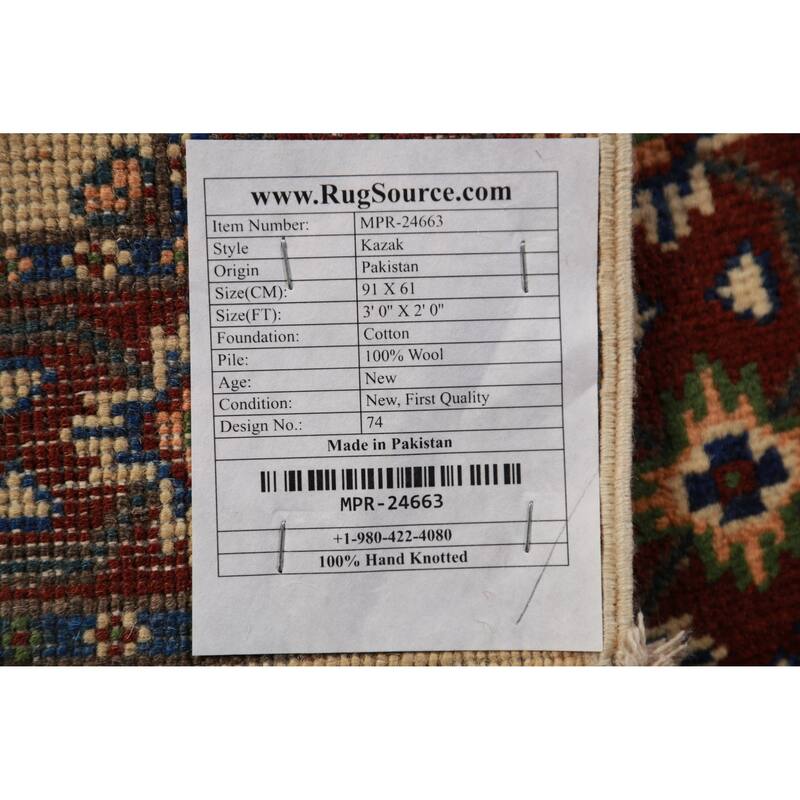 www.RugSource.com
Item Number: MPR-24663
Style Kazak
Origin Pakistan
Size(CM): 91 X 61
Size(FT): 3' 0" X 2' 0"
Foundation: Cotton
Pile: 100% Wool
Age: New
Condition: New, First Quality
Design No.: 74
Made in Pakistan
MPR-24663
+1-980-422-4080
100% Hand Knotted